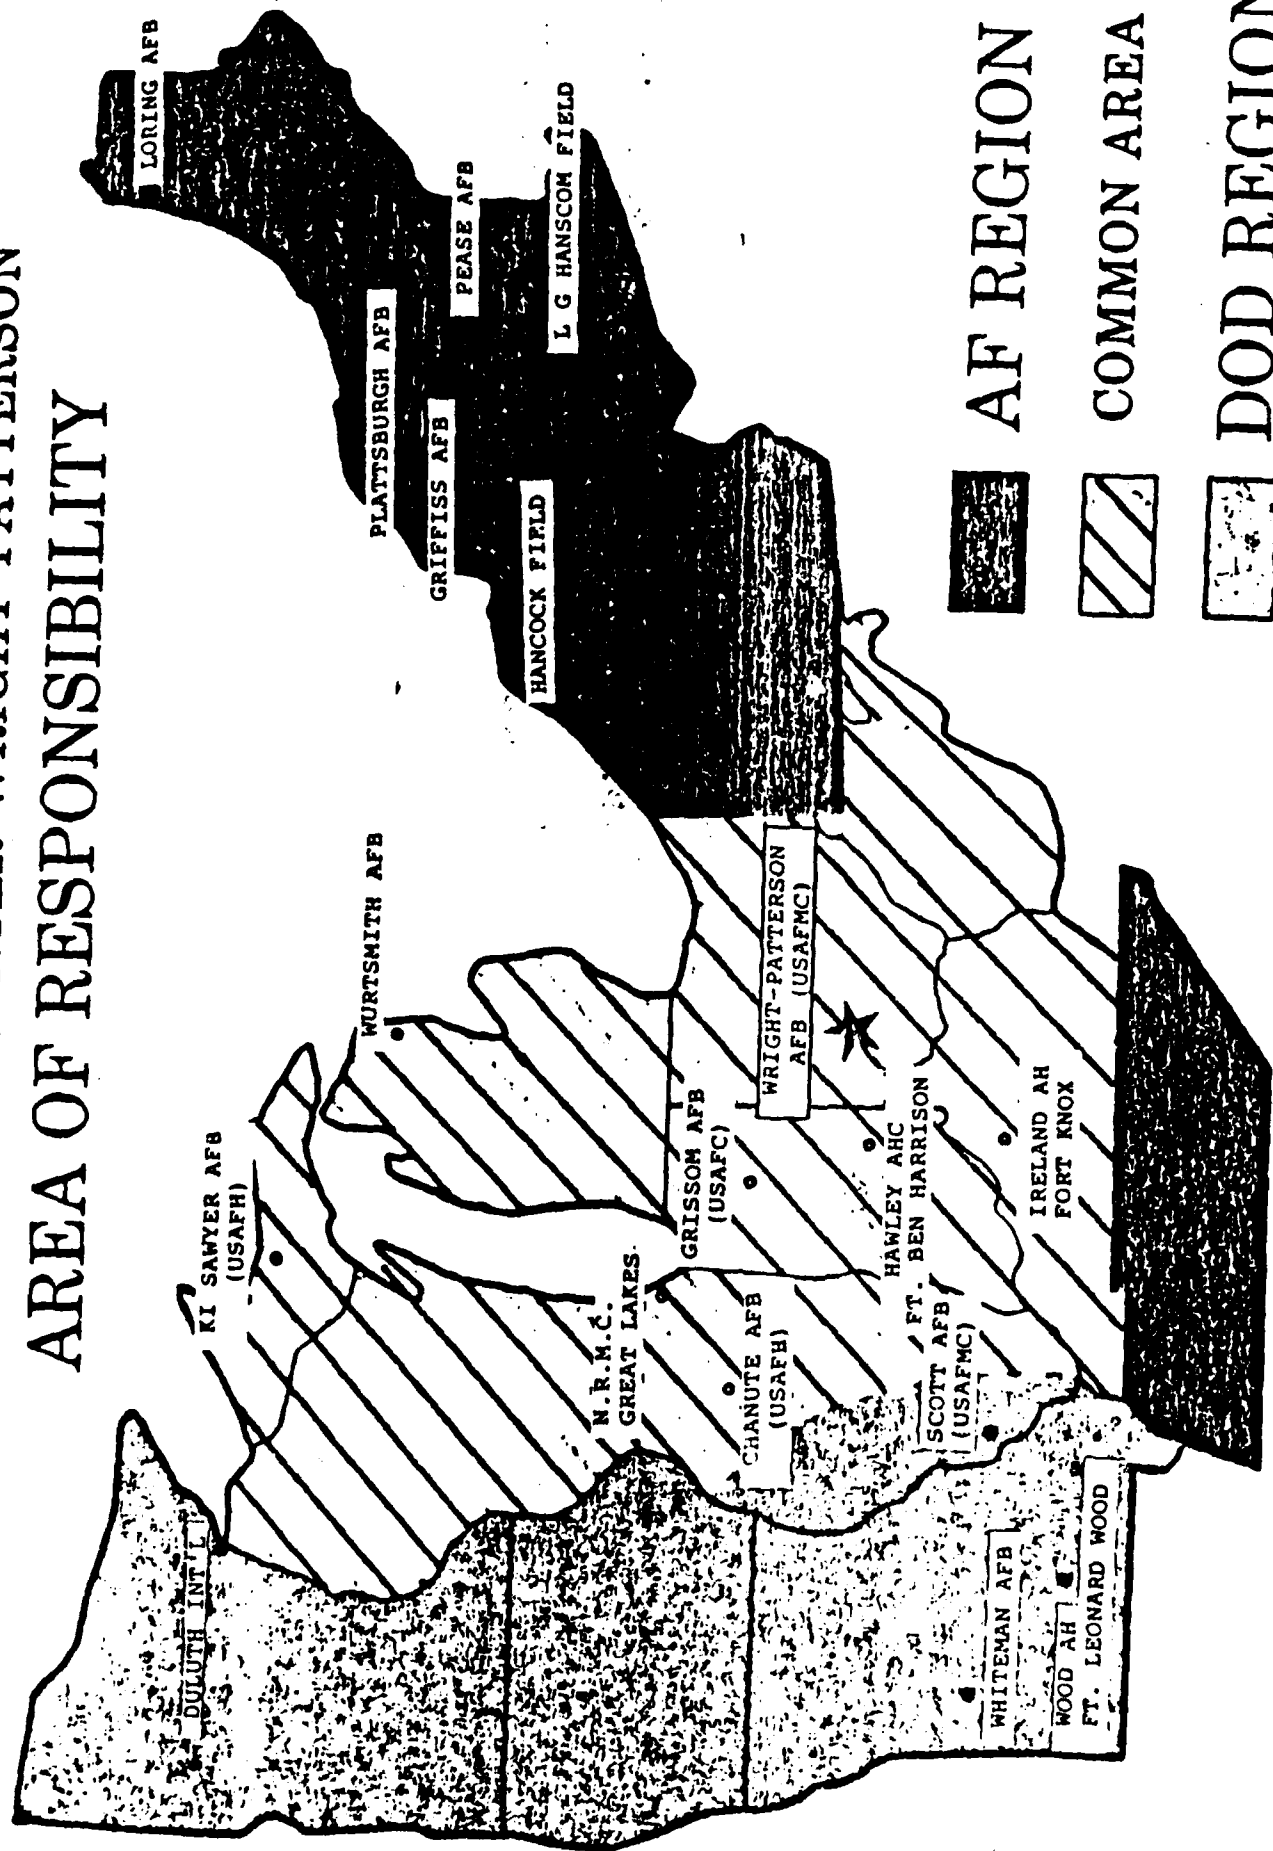 PATTERSON
AREA OF RESPONSIBILITY
LORING AFB
PLATTSBURGH AFB
PEASE AFB
GRIFFISS AFB
L G HANSCOM FIELD
HANCOCK FIELD
WURTSMITH AFB
KI SAWYER AFB
(USAFH)
DULUTH INT'L
N.R.M.C.
GREAT LAKES
GRISSOM AFB
(USAFC)
WRIGHT-PATTERSON
AFB (USAFMC)
CHANUTE AFB
(USAFH)
HAWLEY AHC
FT. BEN HARRISON
SCOTT AFB
(USAFMC)
IRELAND AH
FORT KNOX
WHITEMAN AFB
WOOD AH
FT. LEONARD WOOD
AF REGION
COMMON AREA
DOD REGION